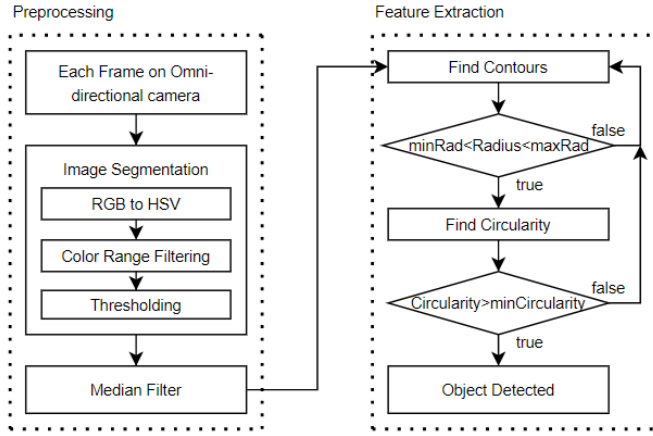 Preprocessing
Each Frame on Omni-
directional camera
Image Segmentation
RGB to HSV
Color Range Filtering
Thresholding
Median Filter
Feature Extraction
Find Contours
minRad<Radius<maxRad
false
true
Find Circularity
Circularity>minCircularity
false
true
Object Detected